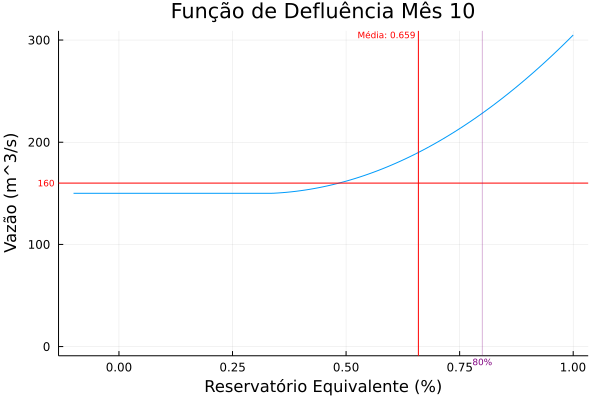 Função de Defluência Mês 10
Média: 0.659
300
200
160
100
0
Vazão (m^3/s)
0.00
0.25
0.50
0.75
80%
1.00
Reservatório Equivalente (%)